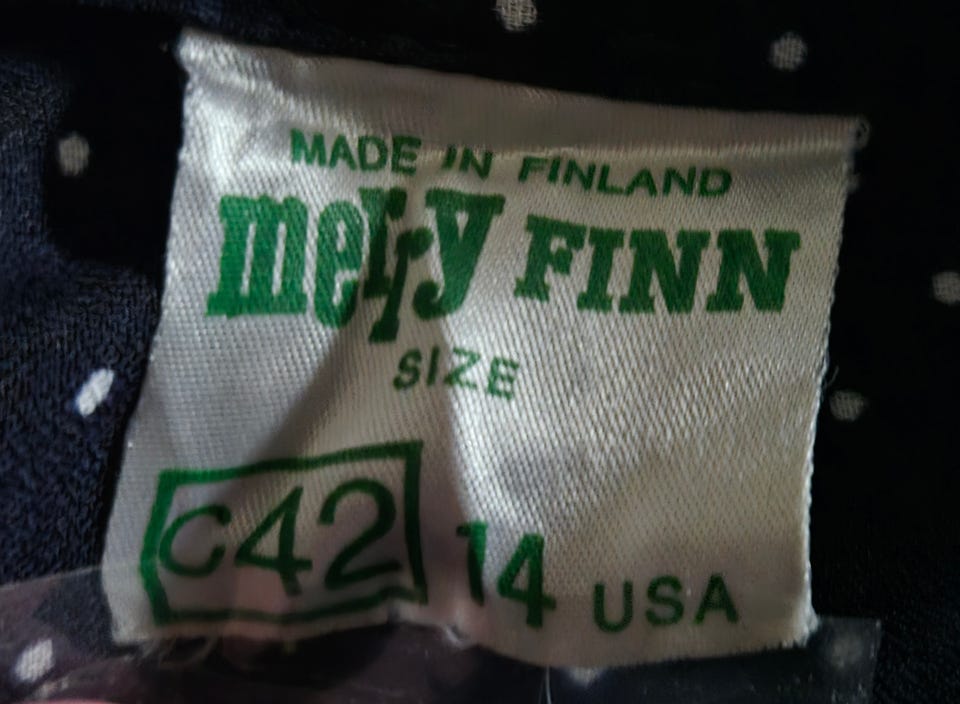 MADE IN FINLAND
merry FINN
SIZE
C42 14 USA